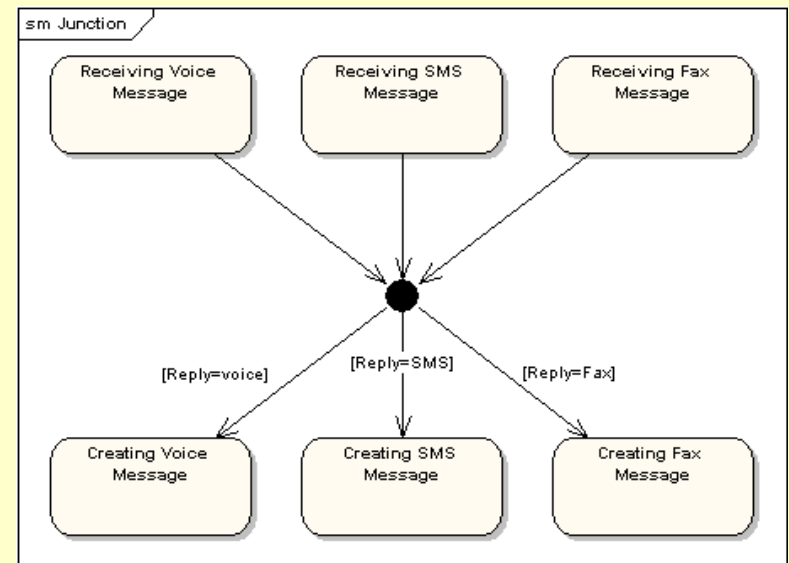 sm Junction
Receiving Voice
Message
Receiving SMS
Message
Receiving Fax
Message
[Reply=voice]
[Reply=SMS]
[Reply=Fax]
Creating Voice
Message
Creating SMS
Message
Creating Fax
Message